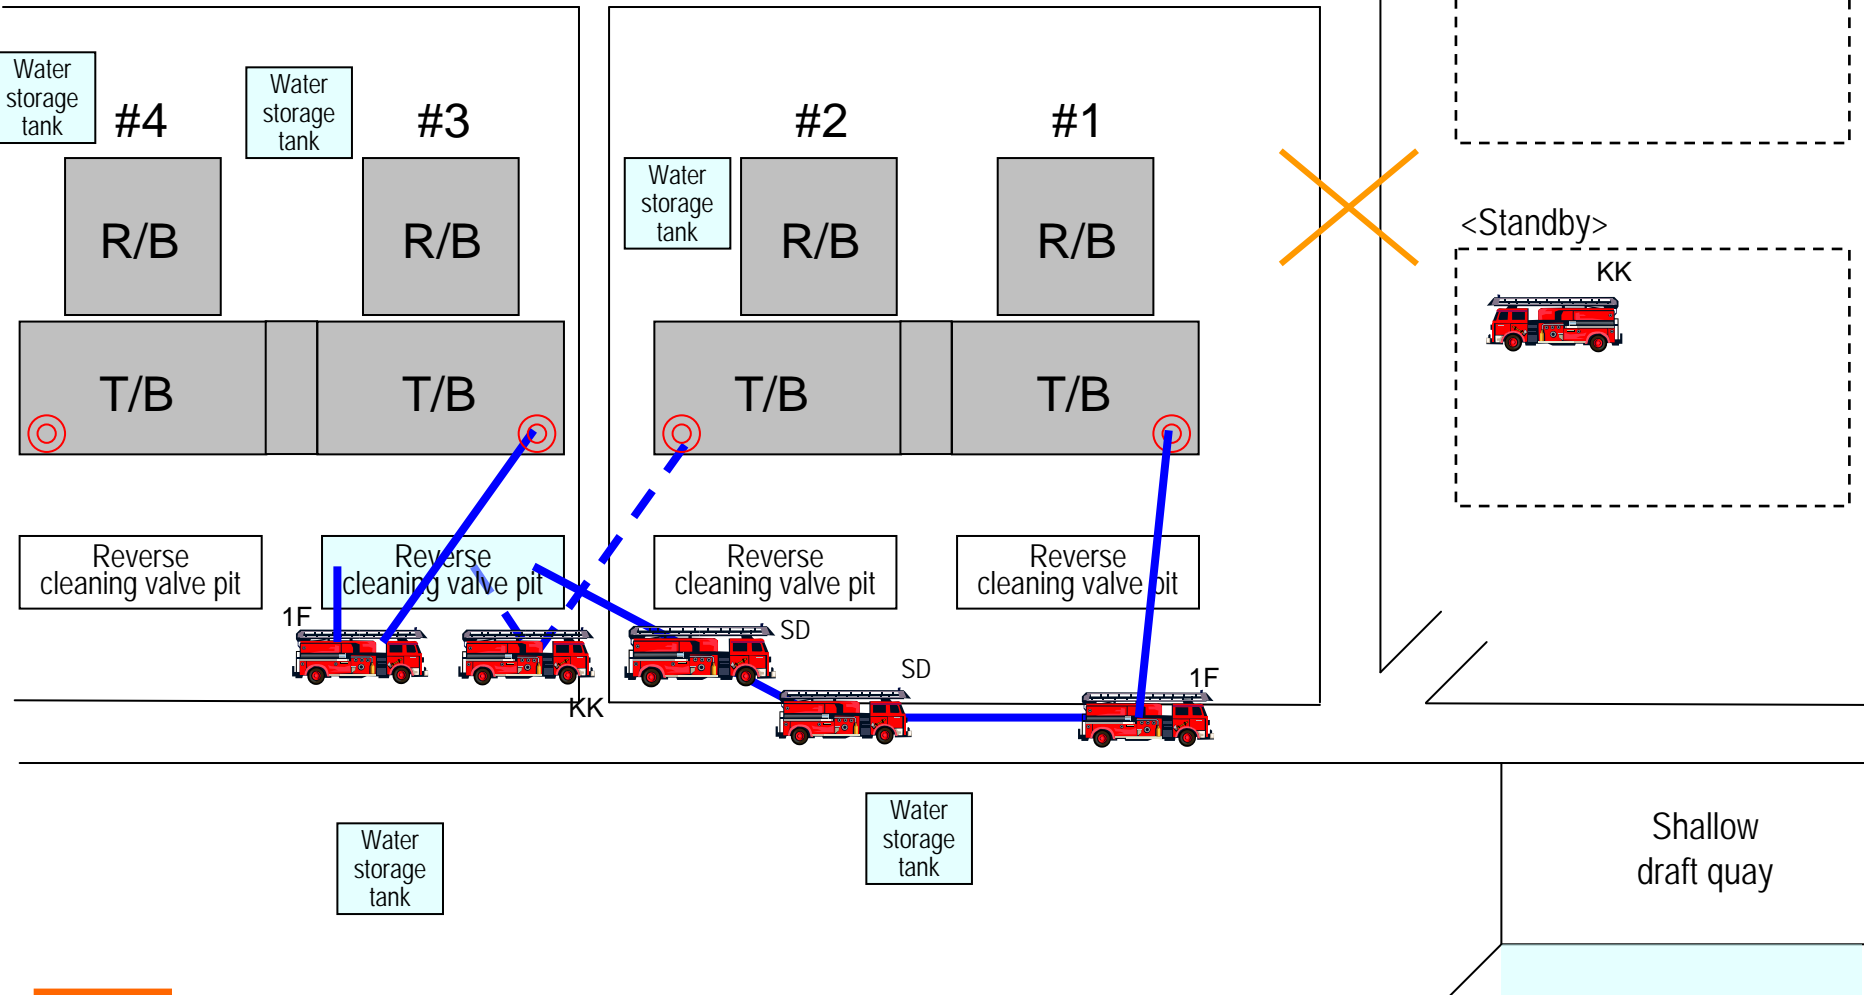 Water
storage
tank
#4
Water
storage
tank
#3
#2
#1
Water
storage
tank
R/B
R/B
R/B
R/B
<Standby>
KK
T/B
T/B
T/B
T/B
Reverse
cleaning valve pit
Reverse
cleaning valve pit
Reverse
cleaning valve pit
Reverse
cleaning valve pit
1F
KK
SD
SD
1F
Water
storage
tank
Water
storage
tank
Shallow
draft quay